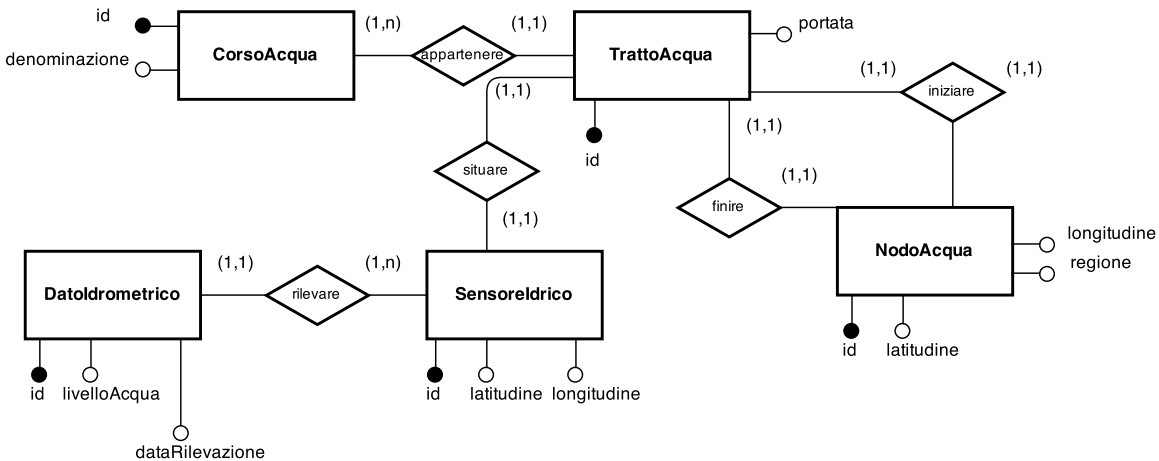 id
(1,n)
(1,1)
portata
denominazione
CorsoAcqua
appartenere
TrattoAcqua
(1,1)
(1,1)
iniziare
(1,1)
(1,1)
id
situare
(1,1)
finire
(1,1)
longitudine
NodoAcqua
regione
(1,1)
(1,n)
DatoIdrometrico
rilevare
SensoreIdrico
id
latitudine
id
livelloAcqua
id
latitudine
longitudine
dataRilevazione